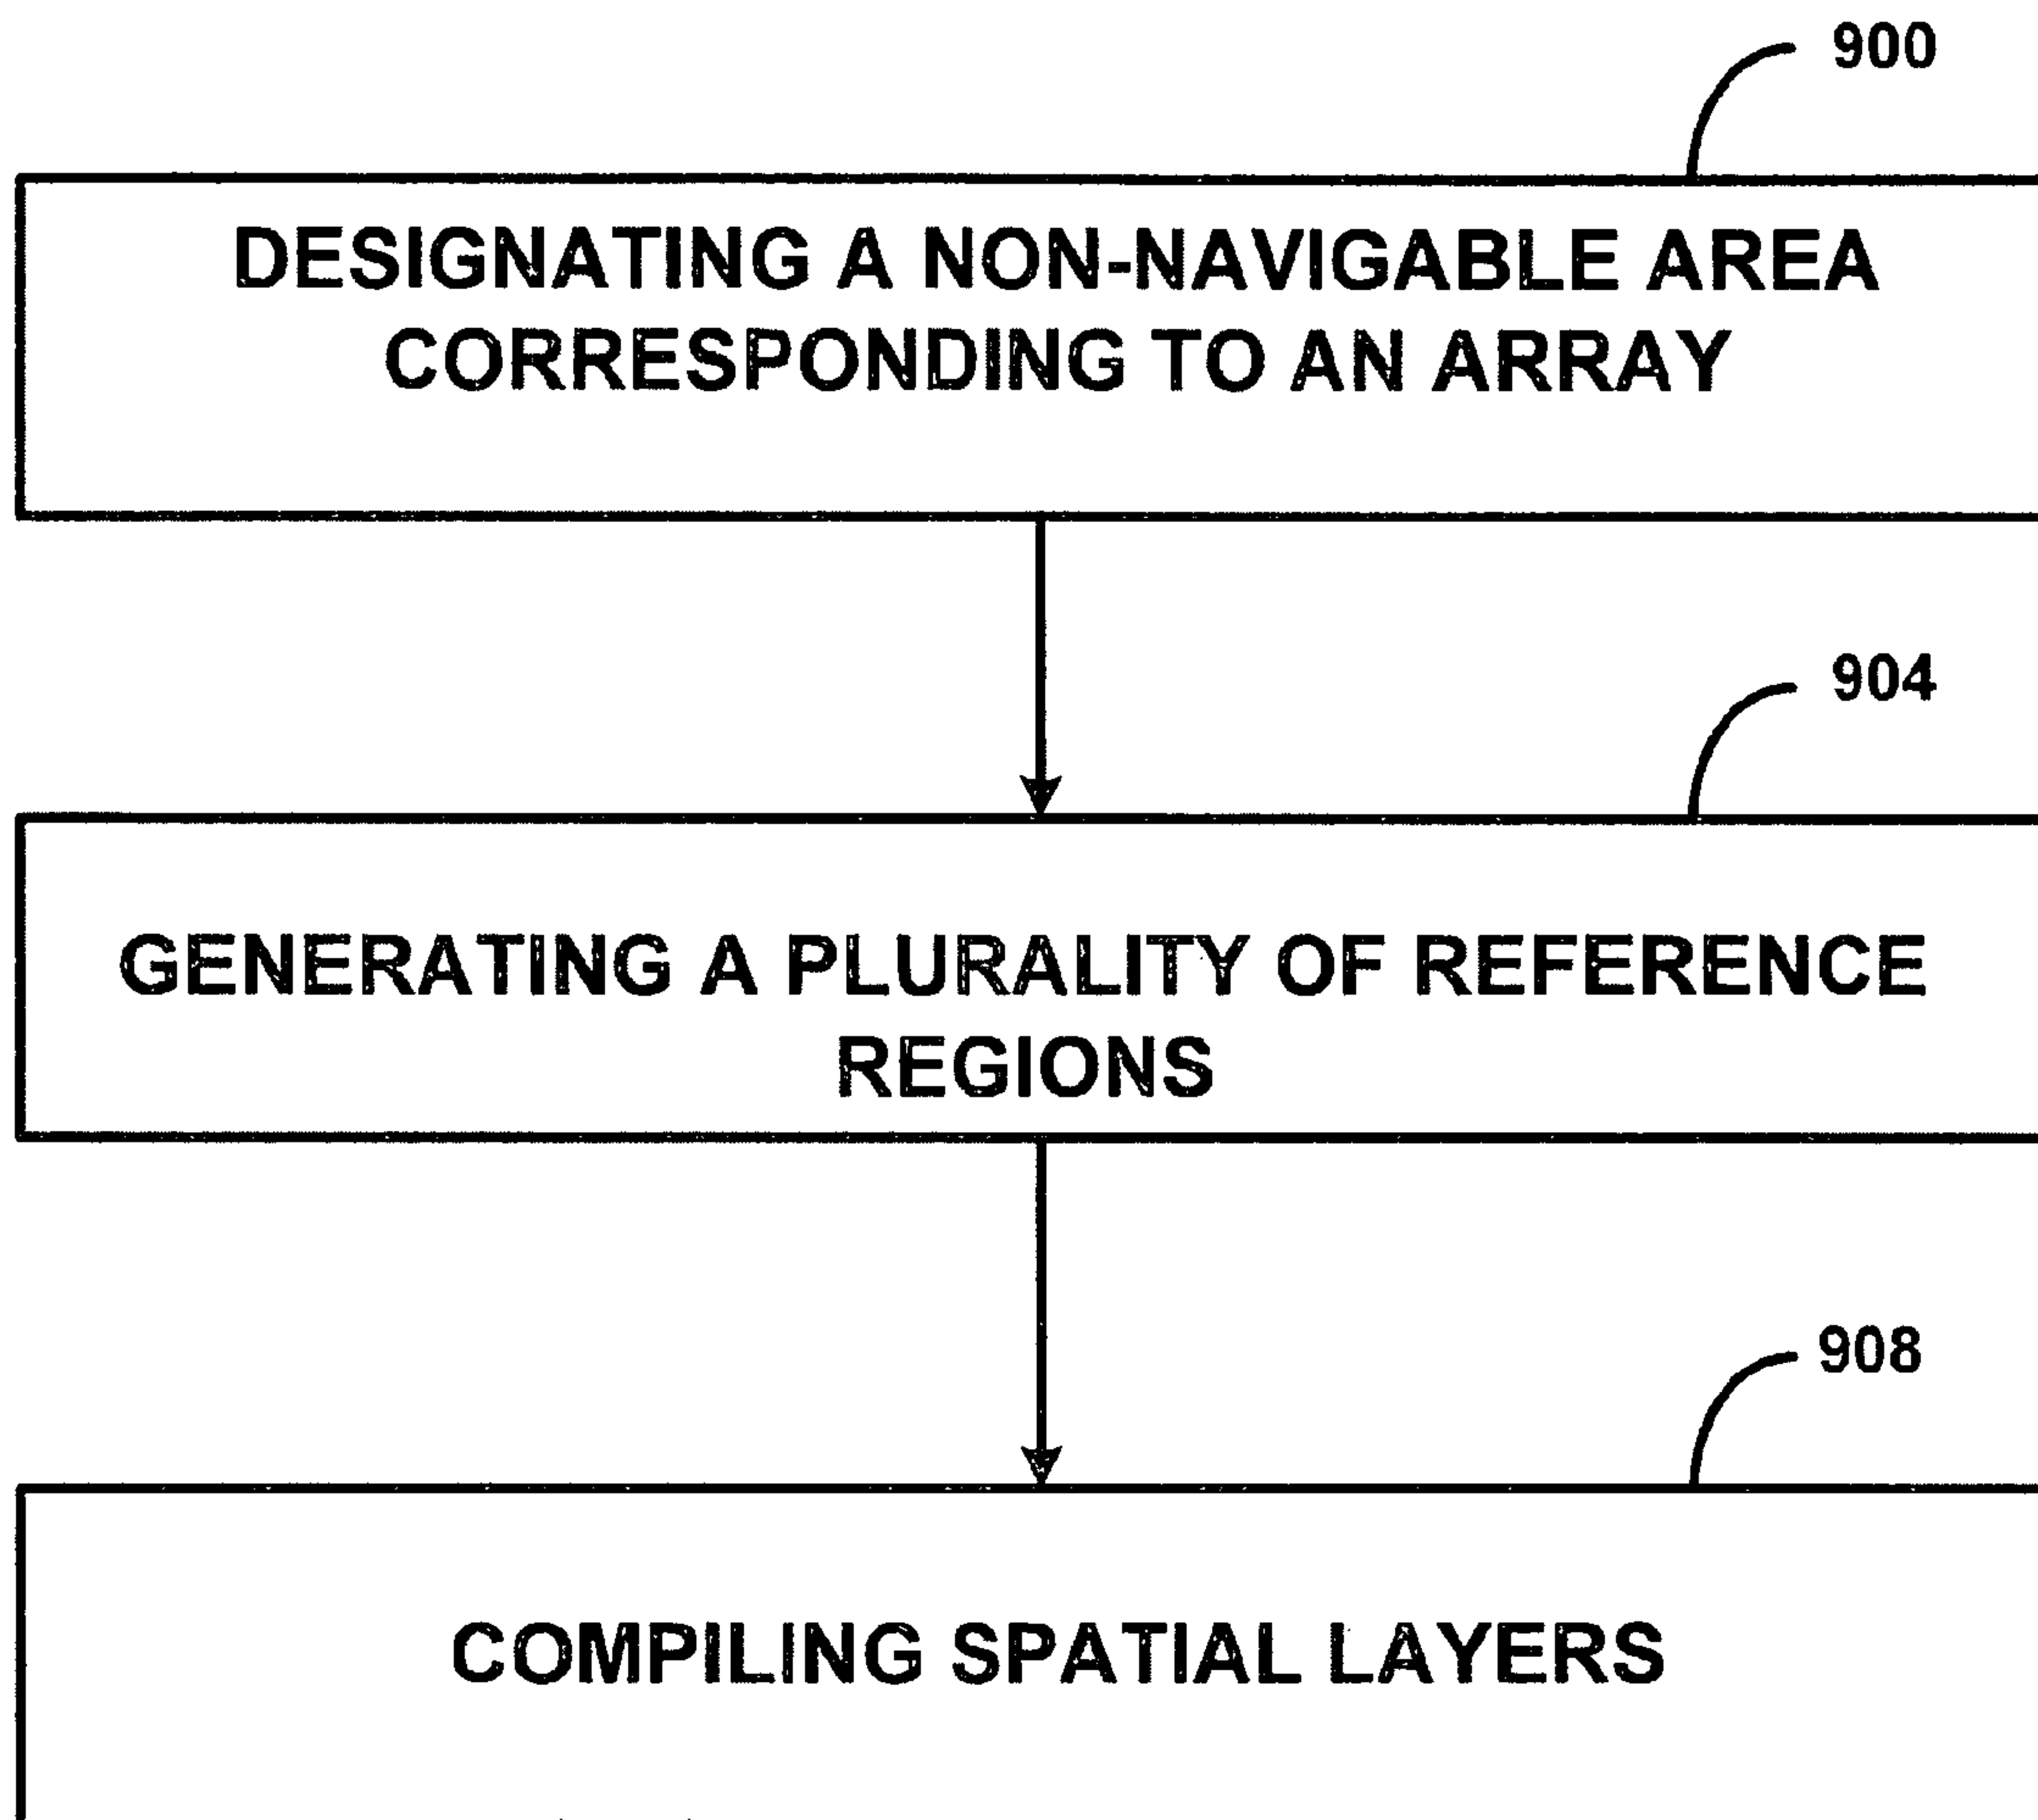 900
DESIGNATING A NON-NAVIGABLE AREA
CORRESPONDING TO AN ARRAY
904
GENERATING A PLURALITY OF REFERENCE
REGIONS
908
COMPILING SPATIAL LAYERS